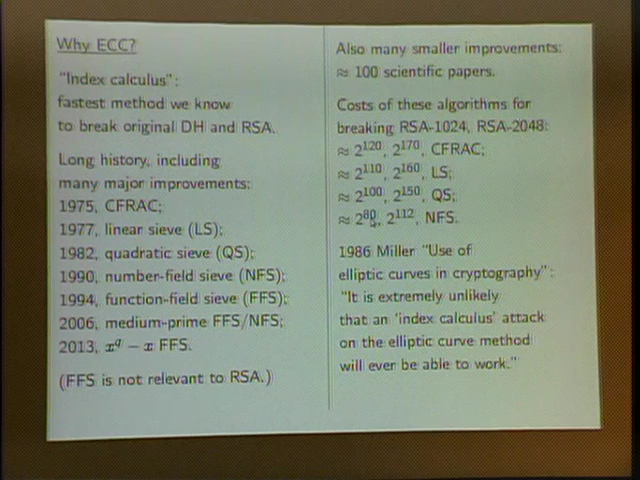 Why ECC?
"Index calculus":
fastest method we know
to break original DH and RSA.
Long history, including
many major improvements:
1975, CFRAC;
1977, linear sieve (LS);
1982, quadratic sieve (QS);
1990, number-field sieve (NFS);
1994, function-field sieve (FFS);
2006, medium-prime FFS/NFS;
2013, x^q − x FFS.
(FFS is not relevant to RSA.)
Also many smaller improvements:
≈ 100 scientific papers.
Costs of these algorithms for
breaking RSA-1024, RSA-2048:
≈ 2^120, 2^170, CFRAC;
≈ 2^110, 2^160, LS;
≈ 2^100, 2^150, QS;
≈ 2^80, 2^112, NFS.
1986 Miller "Use of
elliptic curves in cryptography":
"It is extremely unlikely
that an 'index calculus' attack
on the elliptic curve method
will ever be able to work."